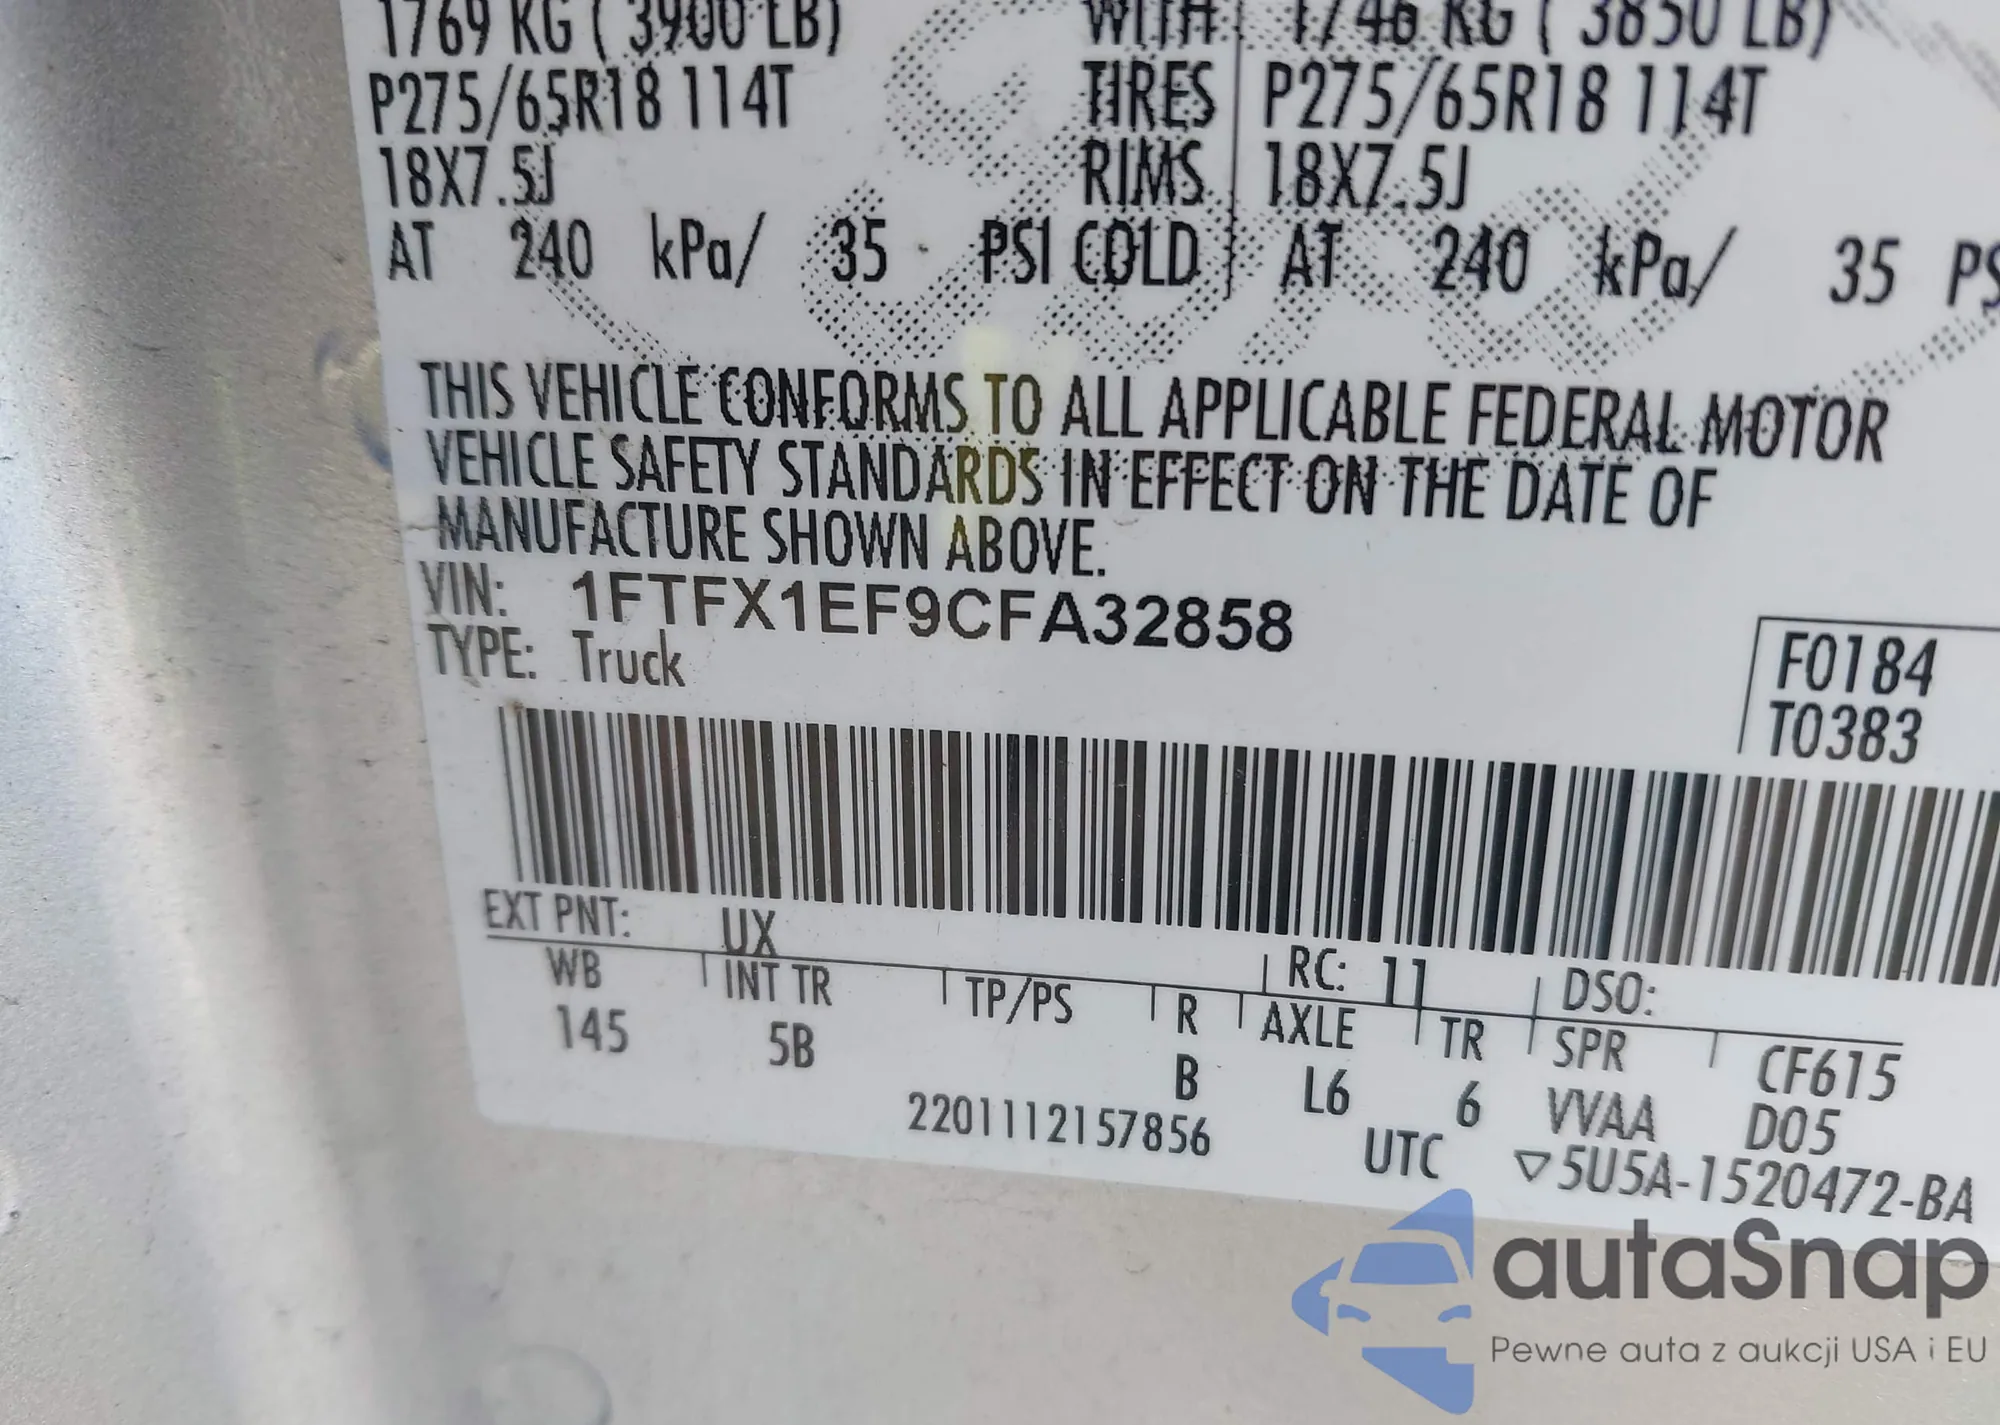 1769 KG ( 3900 LB) WITH 1746 KG ( 3850 LB)
P275/65R18 114T TIRES P275/65R18 114T
18X7.5J RIMS 18X7.5J
AT 240 kPa/ 35 PSI COLD AT 240 kPa/ 35 PS
THIS VEHICLE CONFORMS TO ALL APPLICABLE FEDERAL MOTOR
VEHICLE SAFETY STANDARDS IN EFFECT ON THE DATE OF
MANUFACTURE SHOWN ABOVE.
VIN: 1FTFX1EF9CFA32858
TYPE: Truck
F0184
T0383
EXT PNT: UX RC: 11 DSO:
WB INT TR TP/PS R AXLE TR SPR CF615
145 5B B L6 6 VVAA D05
2201112157856 UTC ▽5U5A-1520472-BA
autaSnap
Pewne auta z aukcji USA i EU